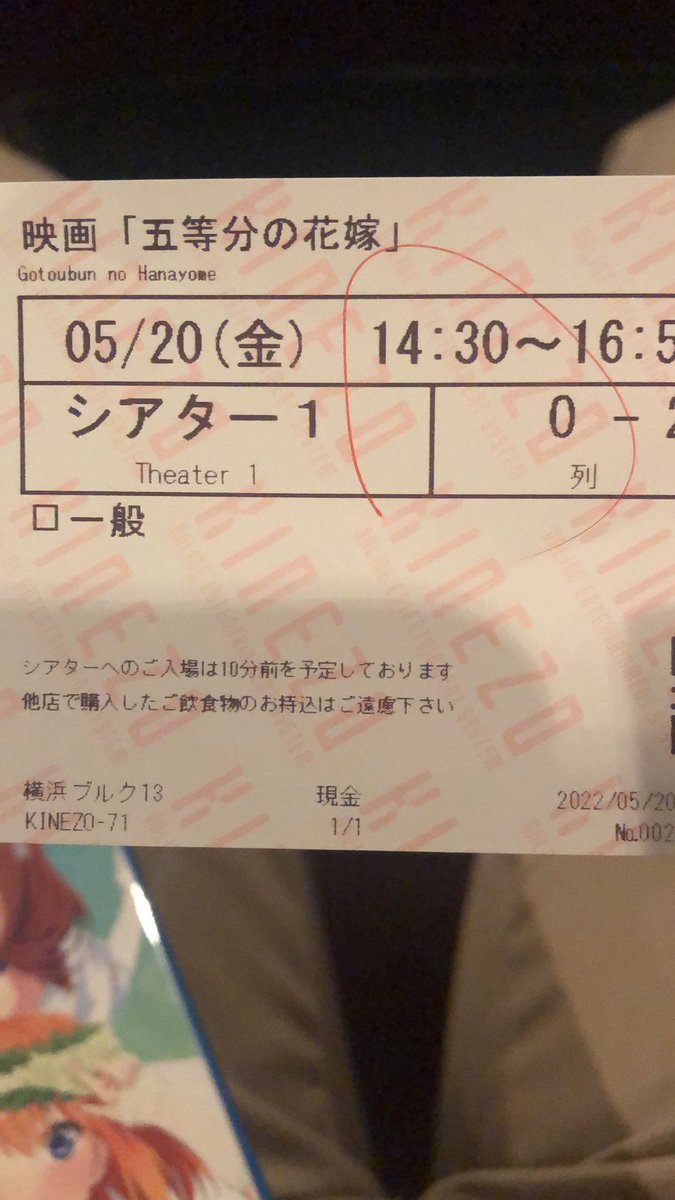 映画「五等分の花嫁」
Gotoubun no Hanayome
05/20(金) 14:30～16:5
シアター1 O - 2
Theater 1 列
□一般
シアターへのご入場は10分前を予定しております
他店で購入したご飲食物のお持込はご遠慮下さい
横浜ブルク13 現金 2022/05/20
KINEZO-71 1/1 No.002
KINEZO